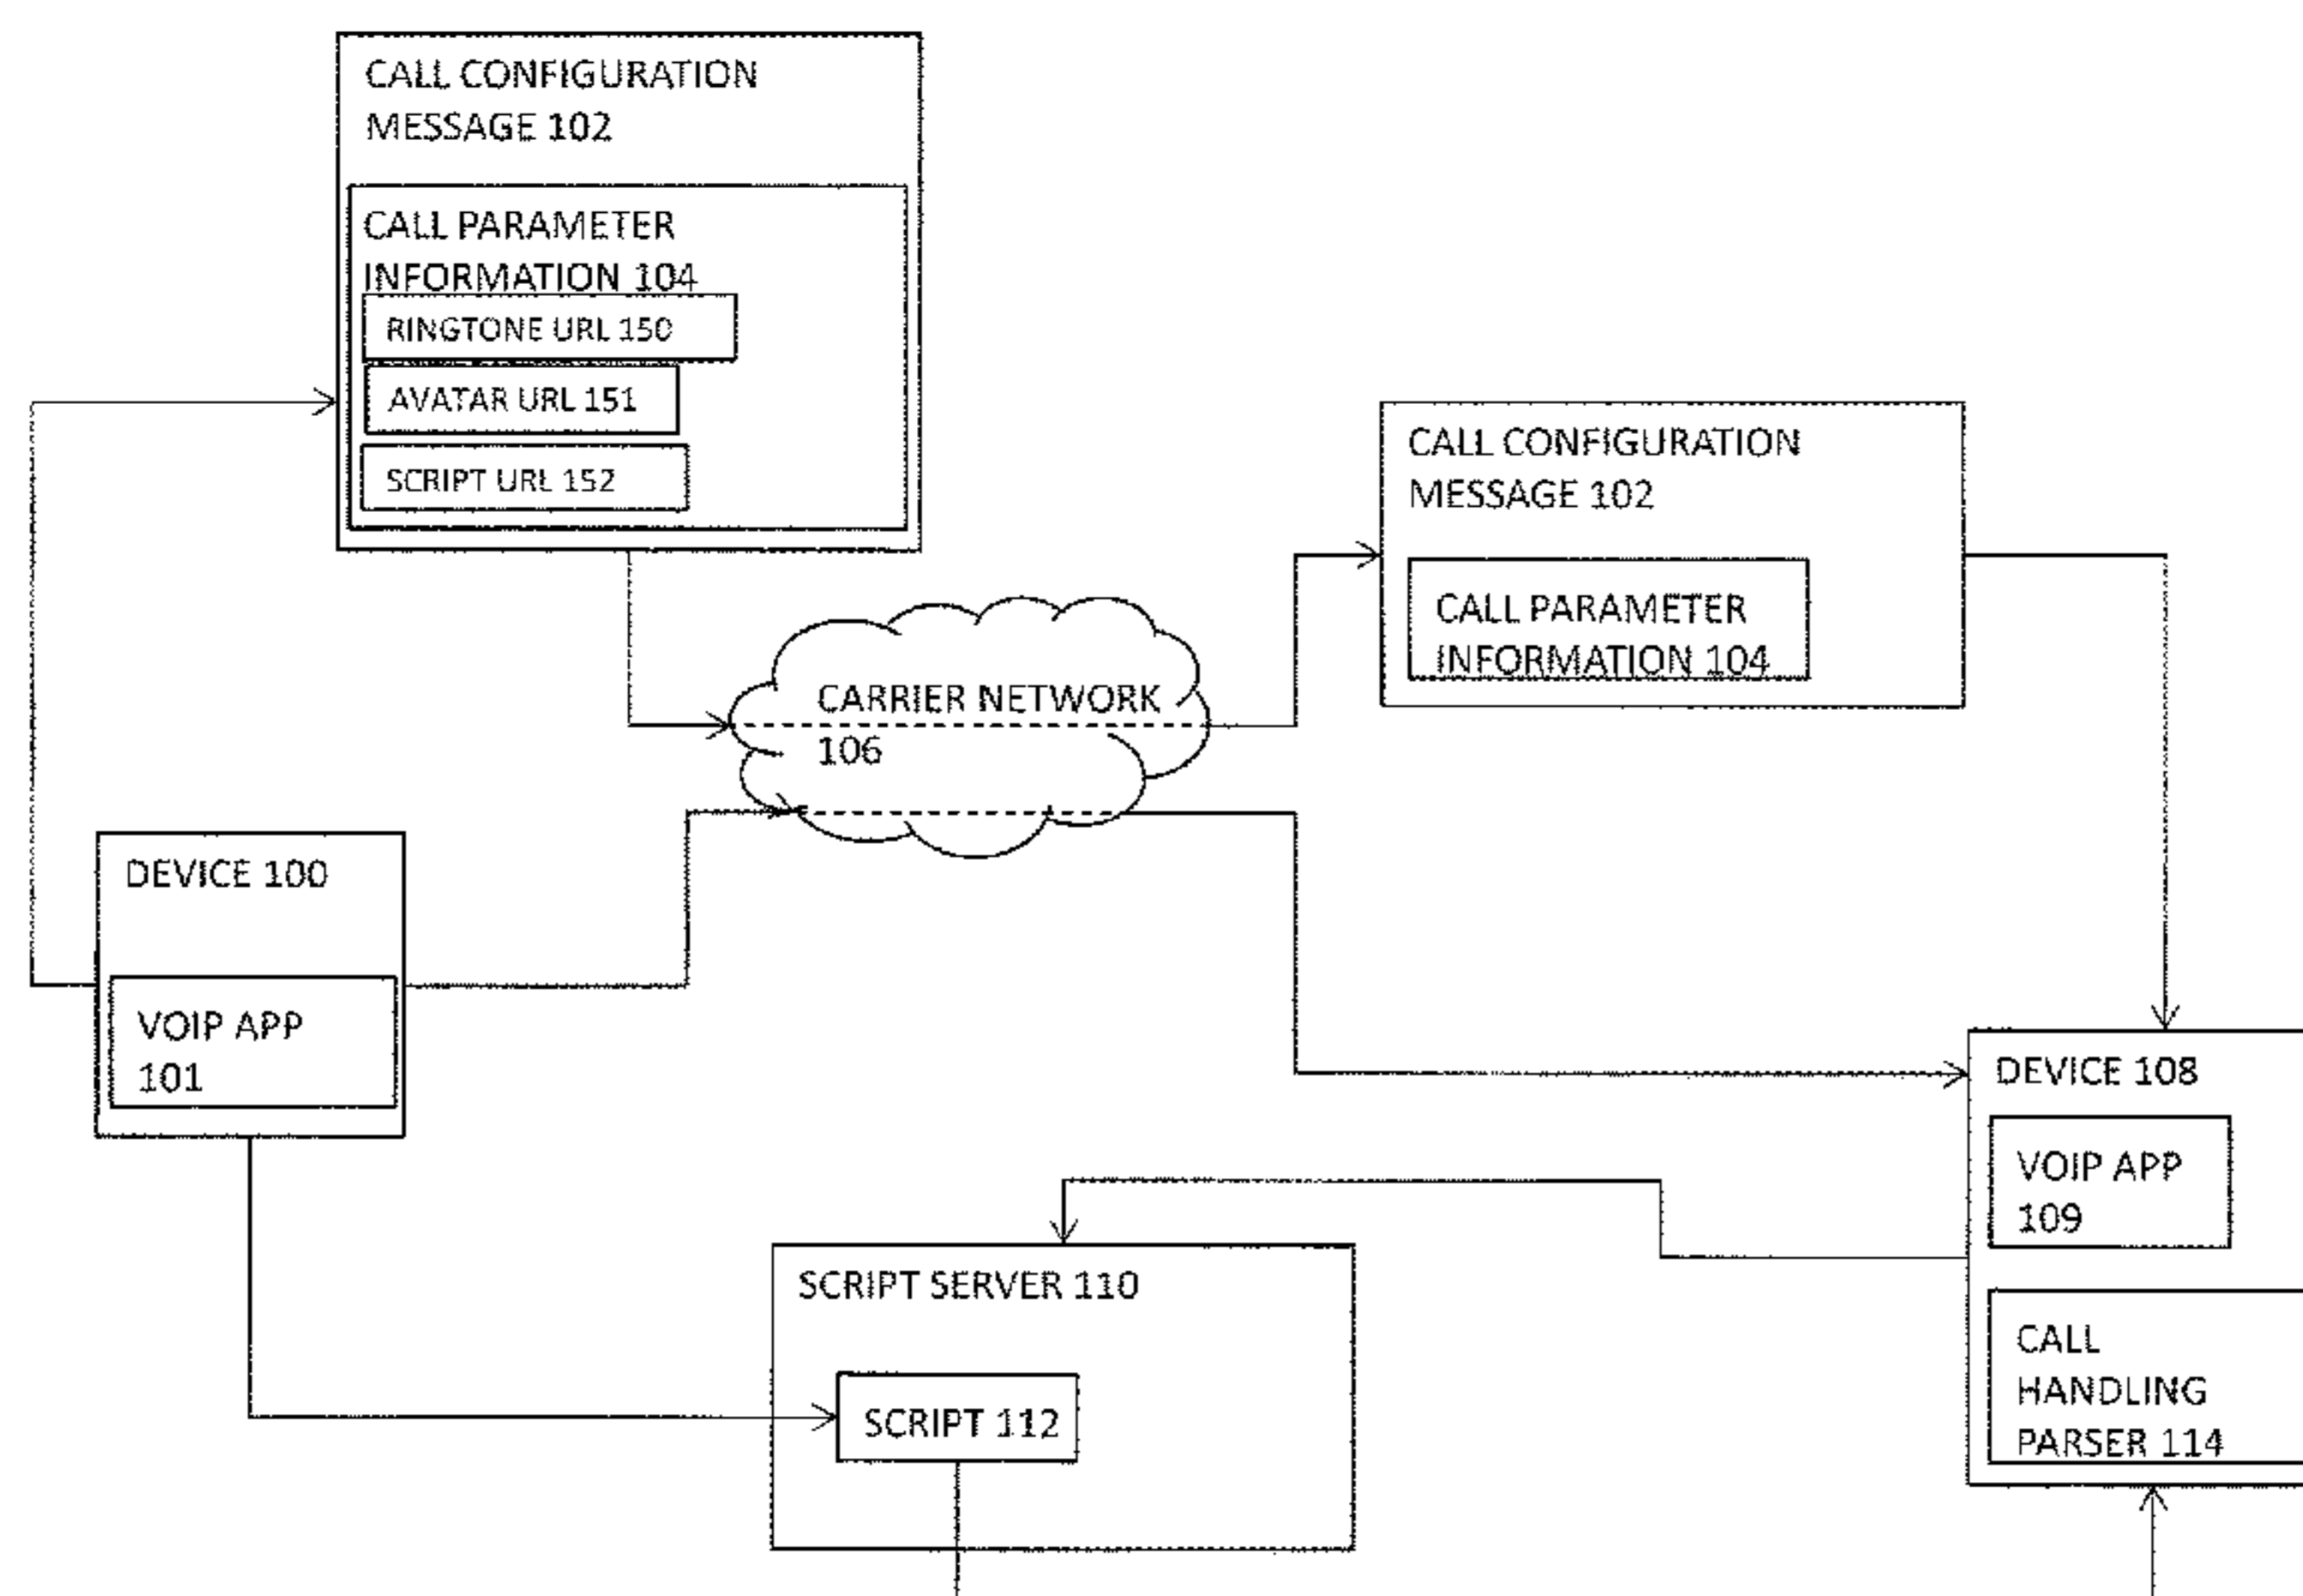 CALL CONFIGURATION
MESSAGE 102
CALL PARAMETER
INFORMATION 104
RINGTONE URL 150
AVATAR URL 151
SCRIPT URL 152
CALL CONFIGURATION
MESSAGE 102
CALL PARAMETER
INFORMATION 104
CARRIER NETWORK
106
DEVICE 100
VOIP APP
101
DEVICE 108
VOIP APP
109
CALL
HANDLING
PARSER 114
SCRIPT SERVER 110
SCRIPT 112